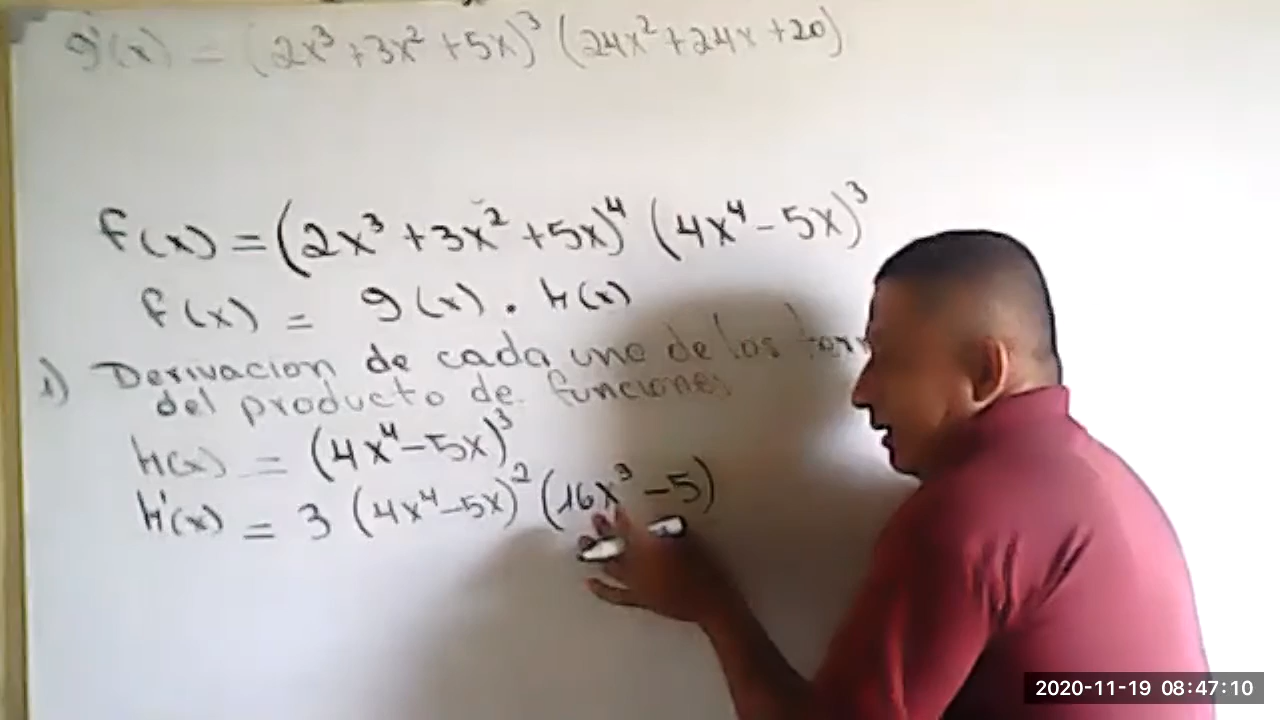 g'(x) = (2x³ + 3x² + 5x)³ (24x² + 24x + 20)
f(x) = (2x³ + 3x² + 5x)⁴ (4x⁴ - 5x)³
f(x) = g(x) . h(x)
1) Derivacion de cada uno de los
del producto de funciones
h(x) = (4x⁴ - 5x)³
h'(x) = 3 (4x⁴ - 5x)² (16x³ - 5)
2020-11-19 08:47:10